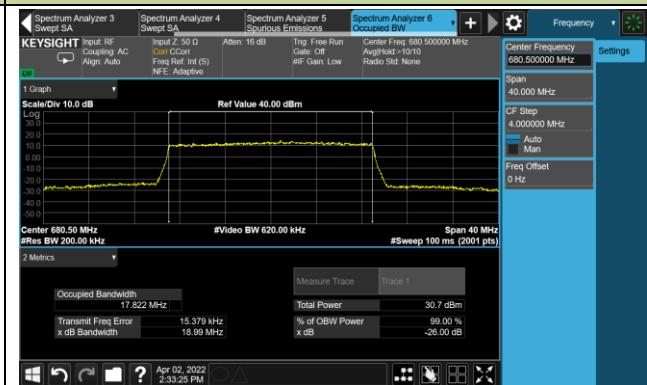 Spectrum Analyzer 3
Swept SA
Spectrum Analyzer 4
Swept SA
Spectrum Analyzer 5
Spurious Emissions
Spectrum Analyzer 6
Occupied BW
Frequency
KEYSIGHT
Input: RF
Coupling: AC
Align: Auto
Input Z: 50 Ω
Corr CCorr
Freq Ref: Int (S)
NFE: Adaptive
Atten: 16 dB
Trig: Free Run
Gate: Off
#IF Gain: Low
Center Freq: 680.500000 MHz
Avg|Hold:>10/10
Radio Std: None
Center Frequency
680.500000 MHz
Settings
Span
40.000 MHz
CF Step
4.000000 MHz
Auto
Man
Freq Offset
0 Hz
1 Graph
Scale/Div 10.0 dB
Ref Value 40.00 dBm
Log
30.0
20.0
10.0
0.00
-10.0
-20.0
-30.0
-40.0
-50.0
Center 680.50 MHz
#Video BW 620.00 kHz
Span 40 MHz
#Res BW 200.00 kHz
#Sweep 100 ms (2001 pts)
2 Metrics
Measure Trace
Trace 1
Occupied Bandwidth
17.822 MHz
Total Power
30.7 dBm
Transmit Freq Error
15.379 kHz
% of OBW Power
99.00 %
x dB Bandwidth
18.99 MHz
x dB
-26.00 dB
?
Apr 02, 2022
2:33:25 PM